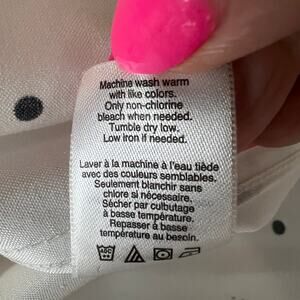 Machine wash warm
with like colors.
Only non-chlorine
bleach when needed.
Tumble dry low.
Low iron if needed.
Laver à la machine à l'eau tiède
avec des couleurs semblables.
Seulement blanchir sans
chlore si nécessaire.
Sécher par culbutage
à basse température.
Repasser à basse
température au besoin.